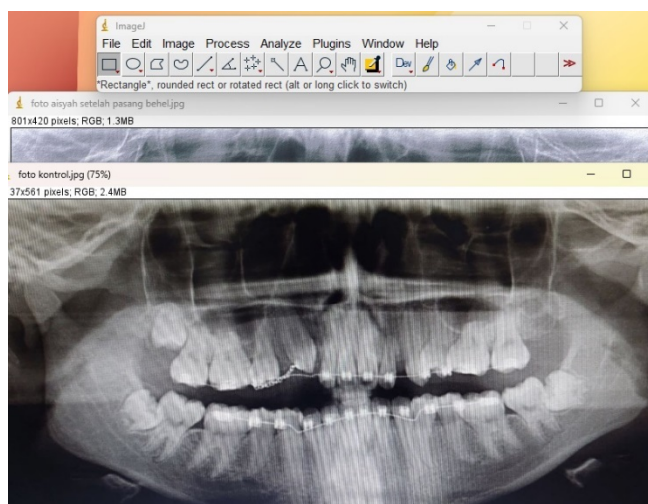 ImageJ
File Edit Image Process Analyze Plugins Window Help
Dev
*Rectangle*, rounded rect or rotated rect (alt or long click to switch)
foto aisyah setelah pasang behel.jpg
801x420 pixels; RGB; 1.3MB
foto kontrol.jpg (75%)
37x561 pixels; RGB; 2.4MB